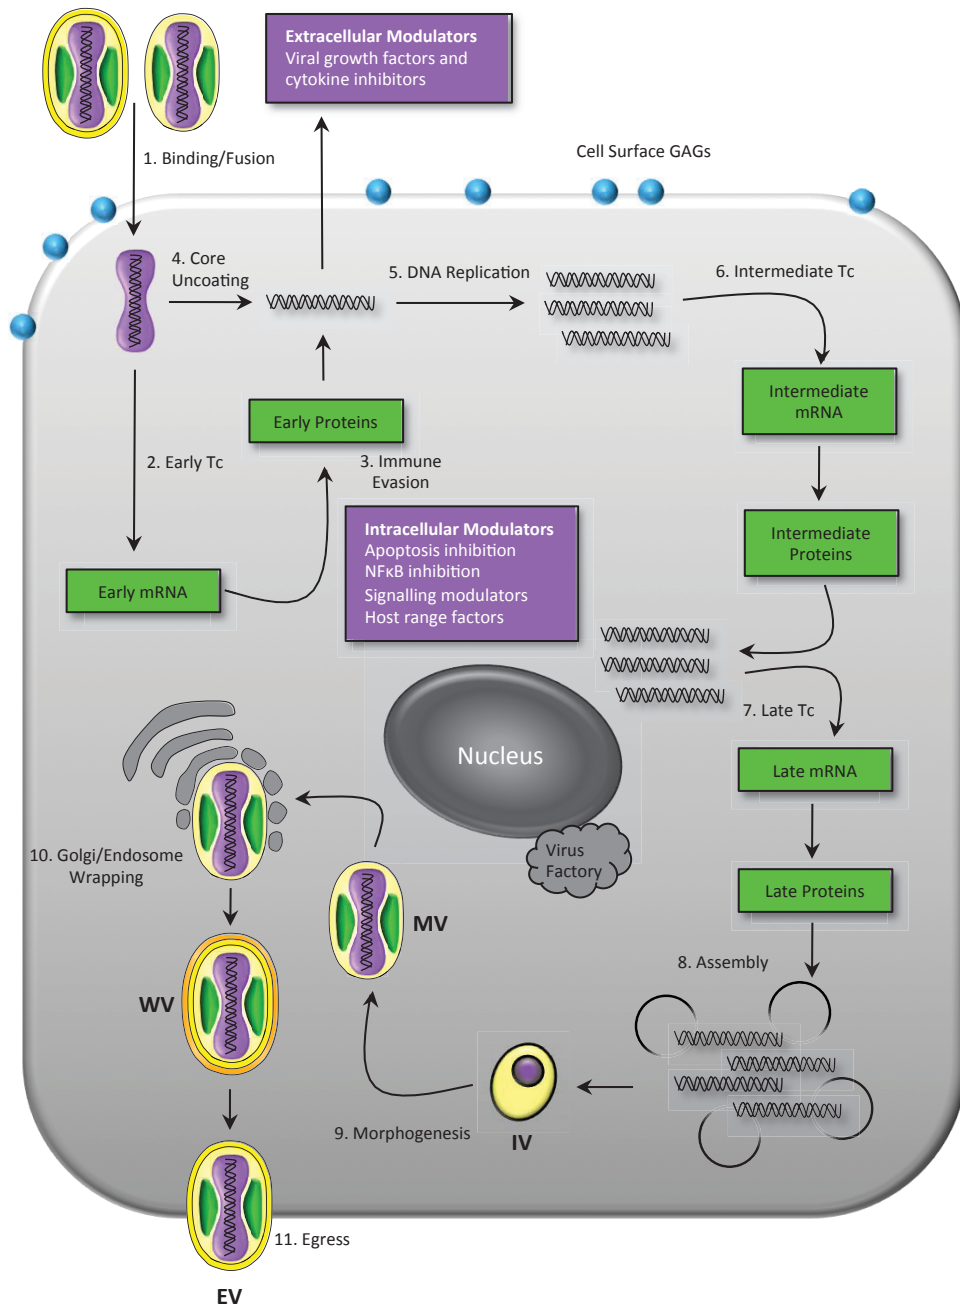 Extracellular Modulators
Viral growth factors and
cytokine inhibitors
1. Binding/Fusion
Cell Surface GAGs
4. Core
Uncoating
5. DNA Replication
6. Intermediate Tc
Intermediate
mRNA
Early Proteins
2. Early Tc
3. Immune
Evasion
Intracellular Modulators
Apoptosis inhibition
NFκB inhibition
Signalling modulators
Host range factors
Intermediate
Proteins
Early mRNA
7. Late Tc
Nucleus
Late mRNA
Virus
Factory
10. Golgi/Endosome
Wrapping
Late Proteins
MV
8. Assembly
WV
9. Morphogenesis
IV
11. Egress
EV